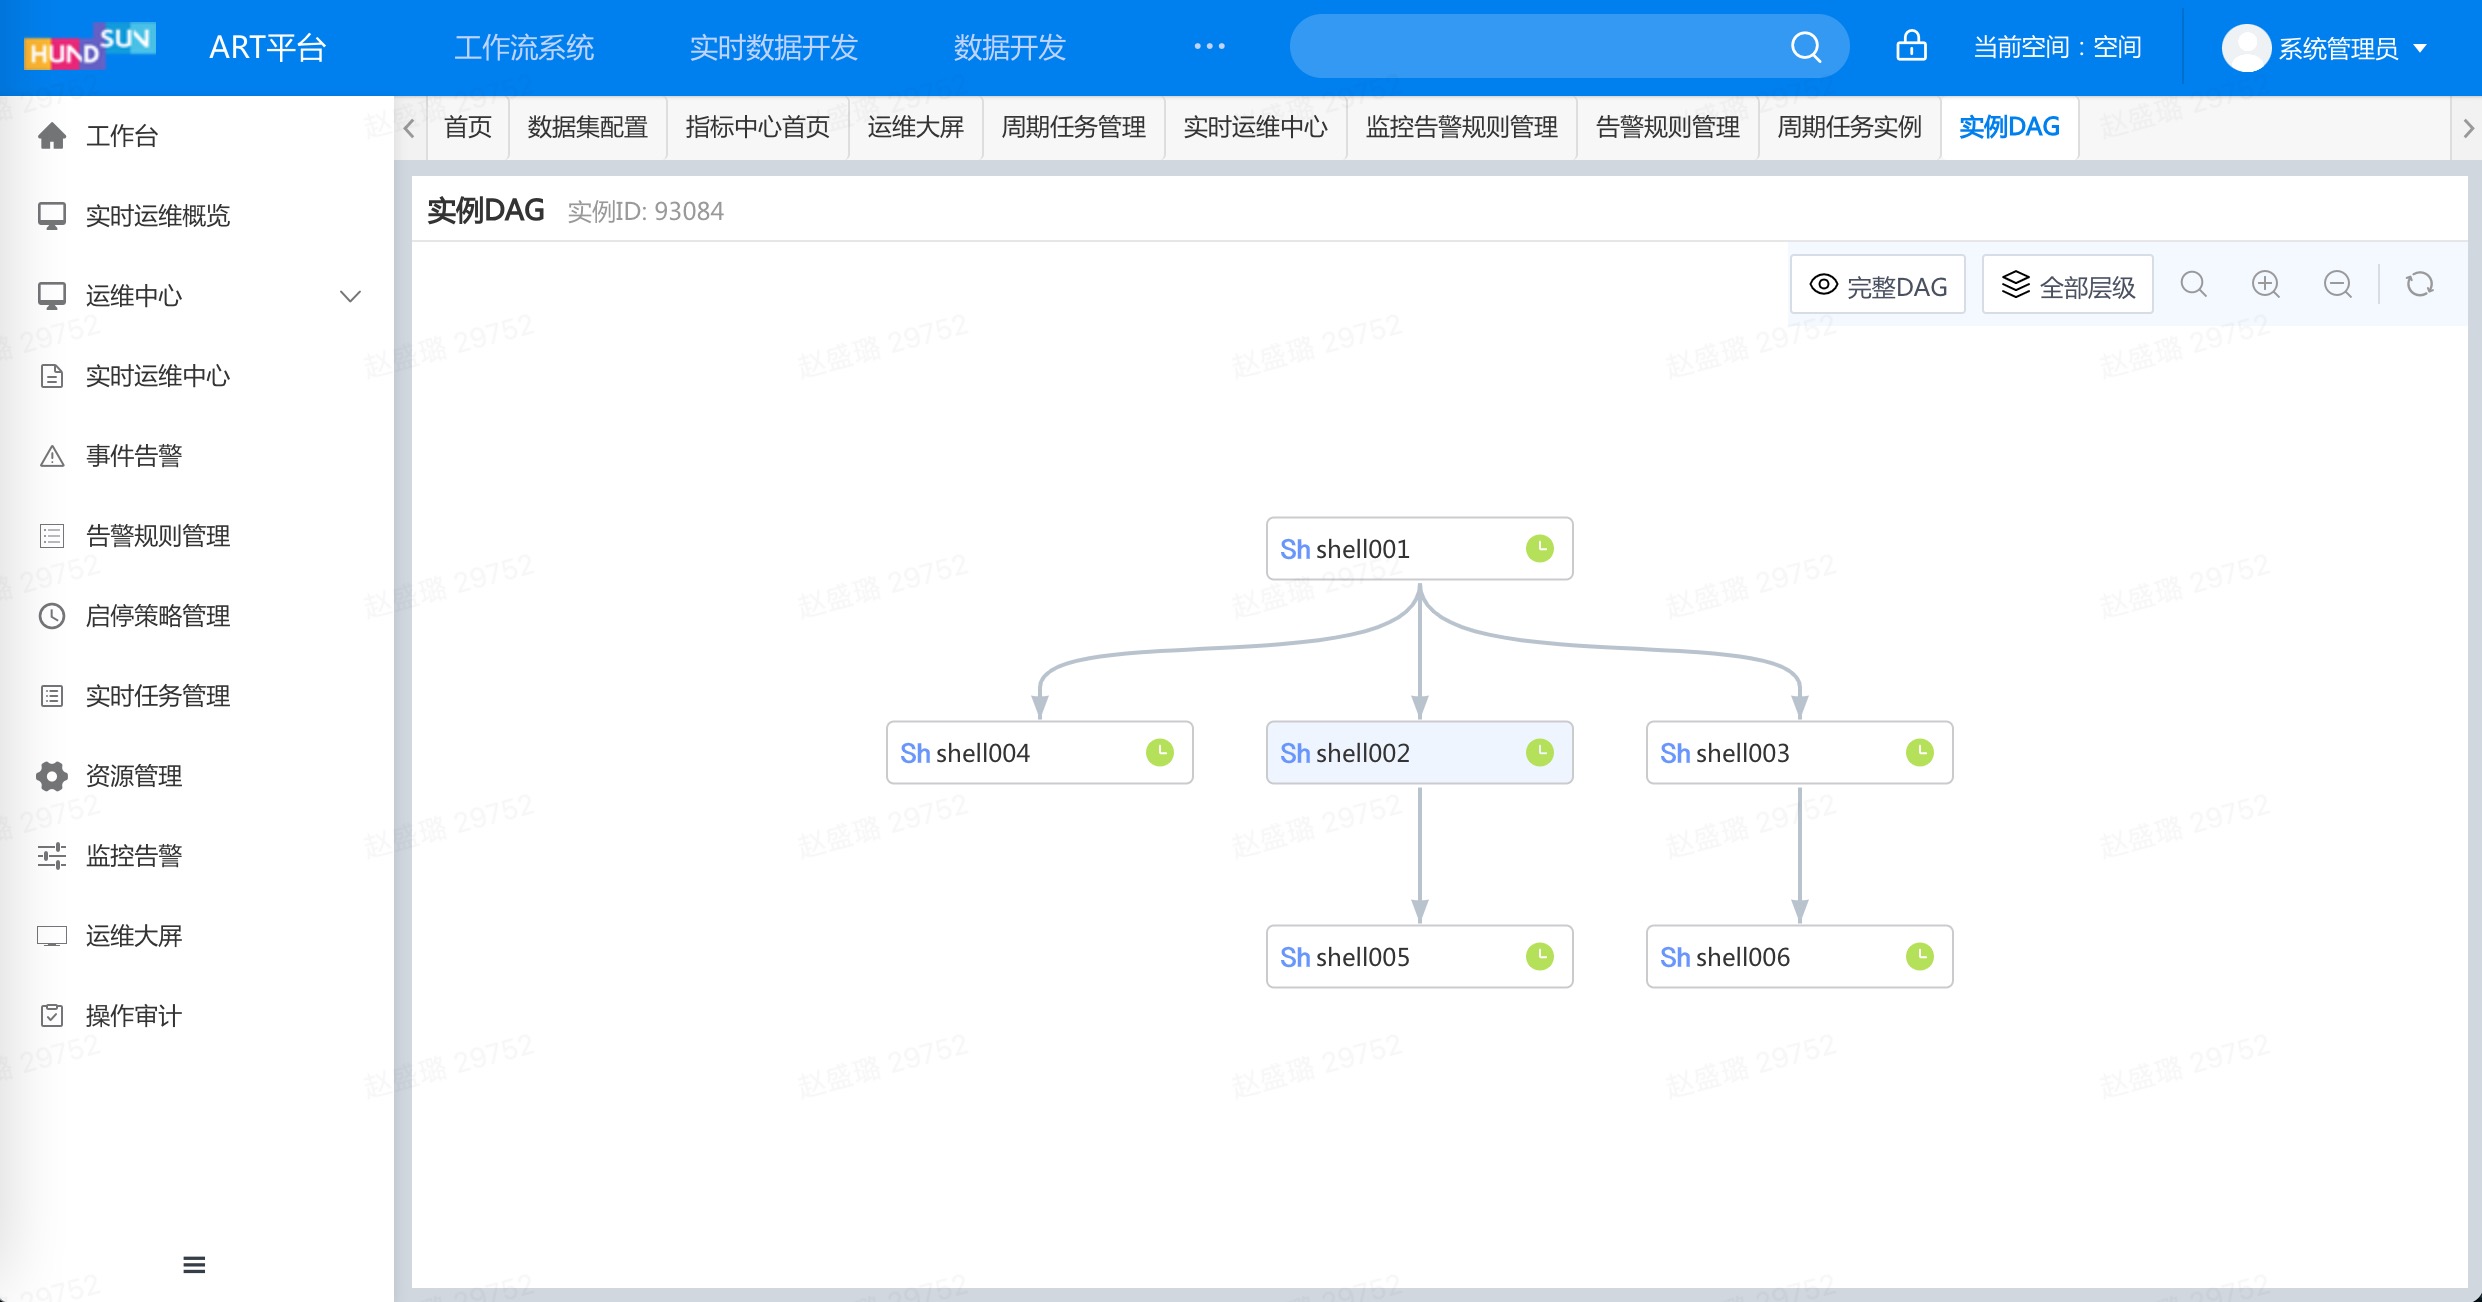 HUNDSUN ART平台 工作流系统 实时数据开发 数据开发 ··· 当前空间：空间 系统管理员
首页 数据集配置 指标中心首页 运维大屏 周期任务管理 实时运维中心 监控告警规则管理 告警规则管理 周期任务实例 实例DAG
工作台
实时运维概览
运维中心
实时运维中心
事件告警
告警规则管理
启停策略管理
实时任务管理
资源管理
监控告警
运维大屏
操作审计
实例DAG 实例ID: 93084
完整DAG 全部层级
Sh shell001
Sh shell004 Sh shell002 Sh shell003
Sh shell005 Sh shell006
赵盛璐 29752